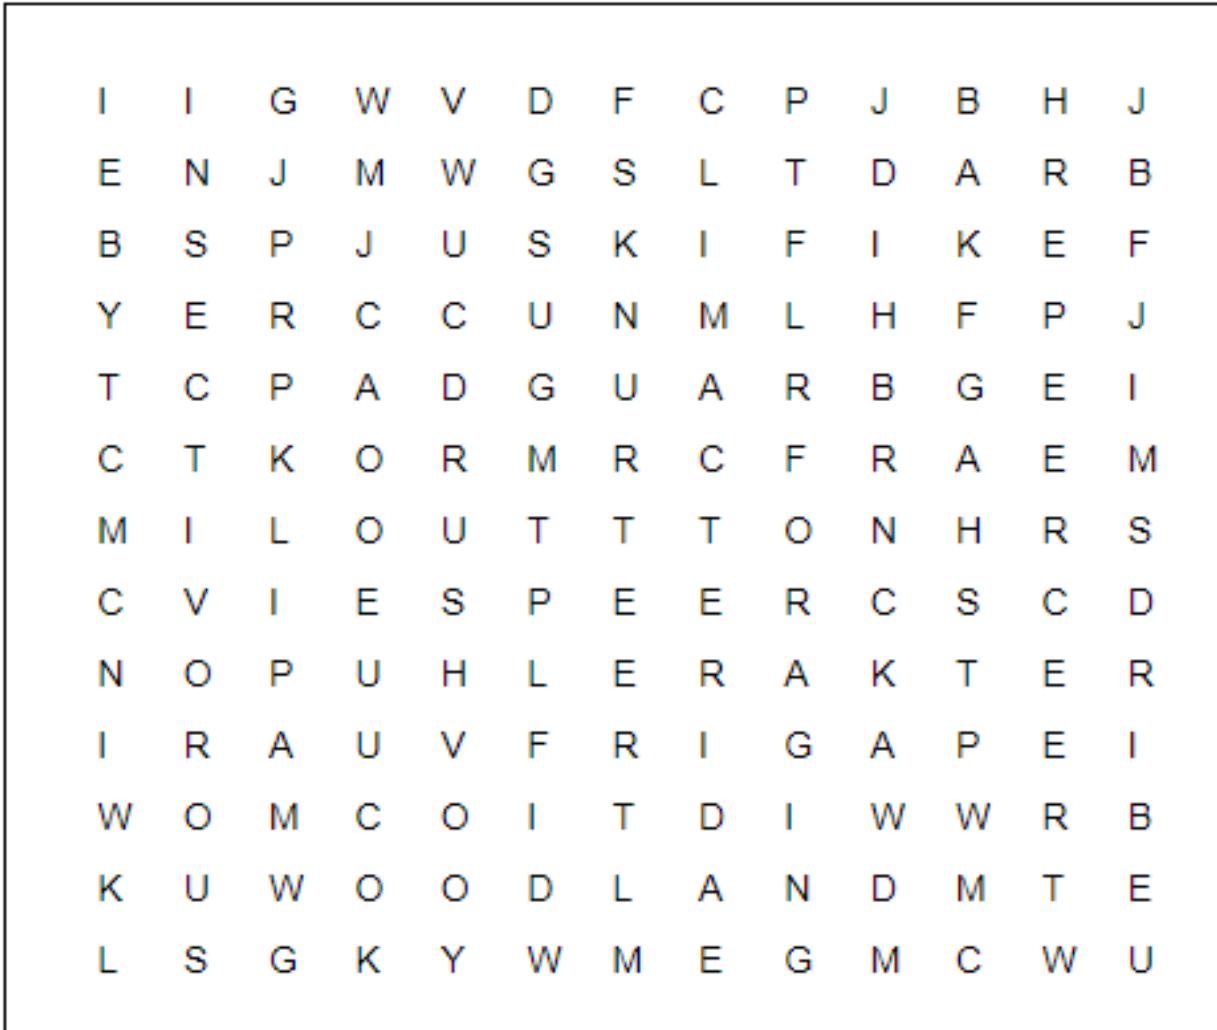 I I G W V D F C P J B H J
E N J M W G S L T D A R B
B S P J U S K I F I K E F
Y E R C C U N M L H F P J
T C P A D G U A R B G E I
C T K O R M R C F R A E M
M I L O U T T T O N H R S
C V I E S P E E R C S C D
N O P U H L E R A K T E R
I R A U V F R I G A P E I
W O M C O I T D I W W R B
K U W O O D L A N D M T E
L S G K Y W M E G M C W U